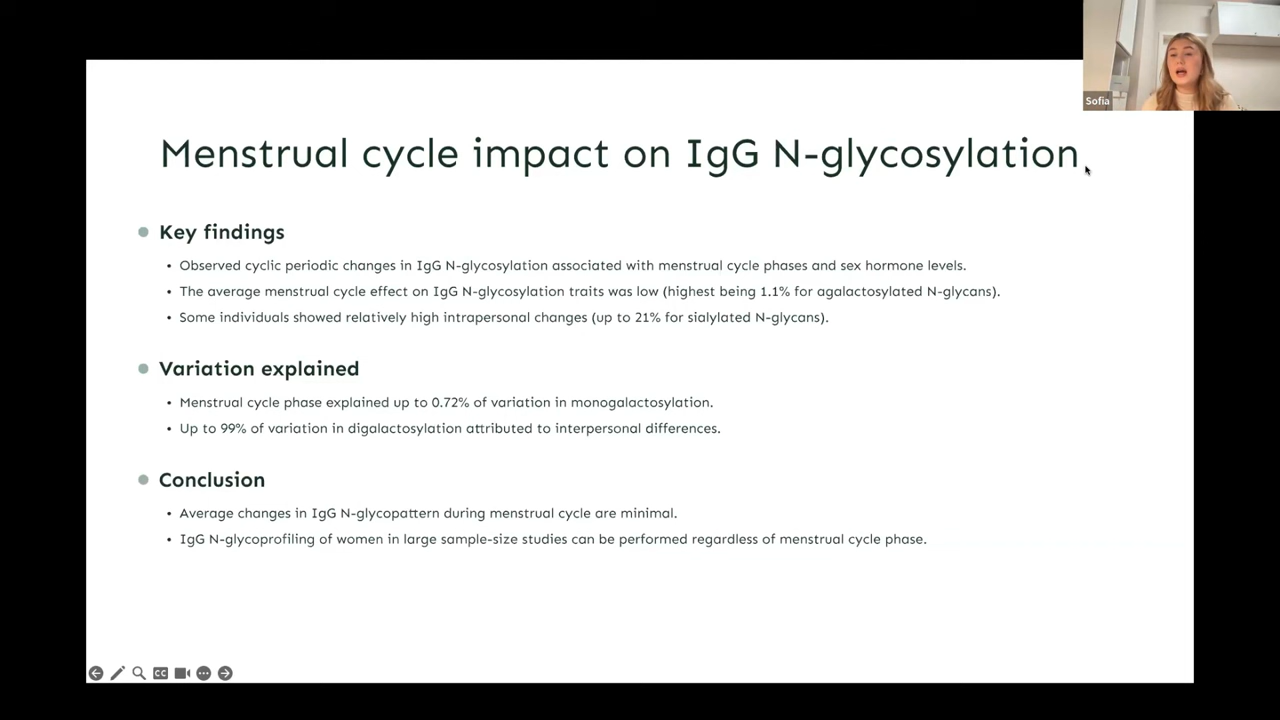 Sofia
Menstrual cycle impact on IgG N-glycosylation
Key findings
• Observed cyclic periodic changes in IgG N-glycosylation associated with menstrual cycle phases and sex hormone levels.
• The average menstrual cycle effect on IgG N-glycosylation traits was low (highest being 1.1% for agalactosylated N-glycans).
• Some individuals showed relatively high intrapersonal changes (up to 21% for sialylated N-glycans).
Variation explained
• Menstrual cycle phase explained up to 0.72% of variation in monogalactosylation.
• Up to 99% of variation in digalactosylation attributed to interpersonal differences.
Conclusion
• Average changes in IgG N-glycopattern during menstrual cycle are minimal.
• IgG N-glycoprofiling of women in large sample-size studies can be performed regardless of menstrual cycle phase.
CC